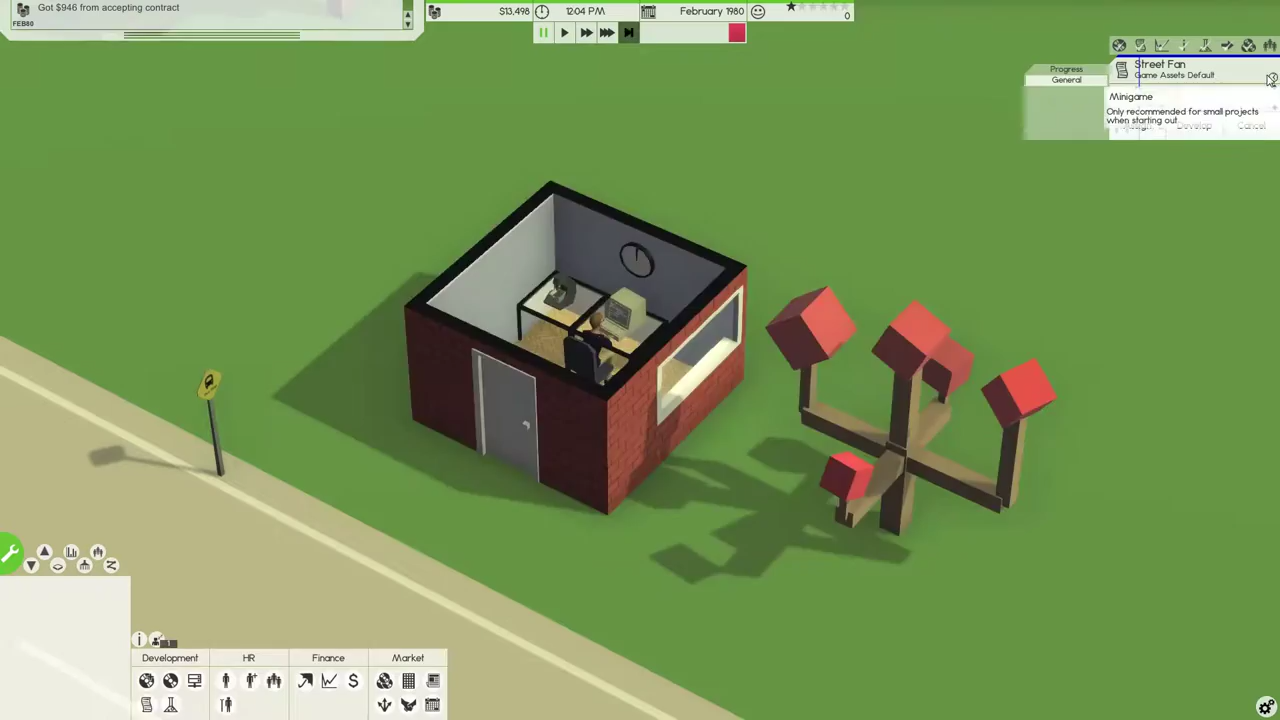 Got $946 from accepting contract
FEB80
$13,498
12:04 PM
February 1980
0
Street Fan
Game Assets Default
Progress
General
Minigame
Only recommended for small projects
when starting out.
Develop
Cancel
Development
HR
Finance
Market